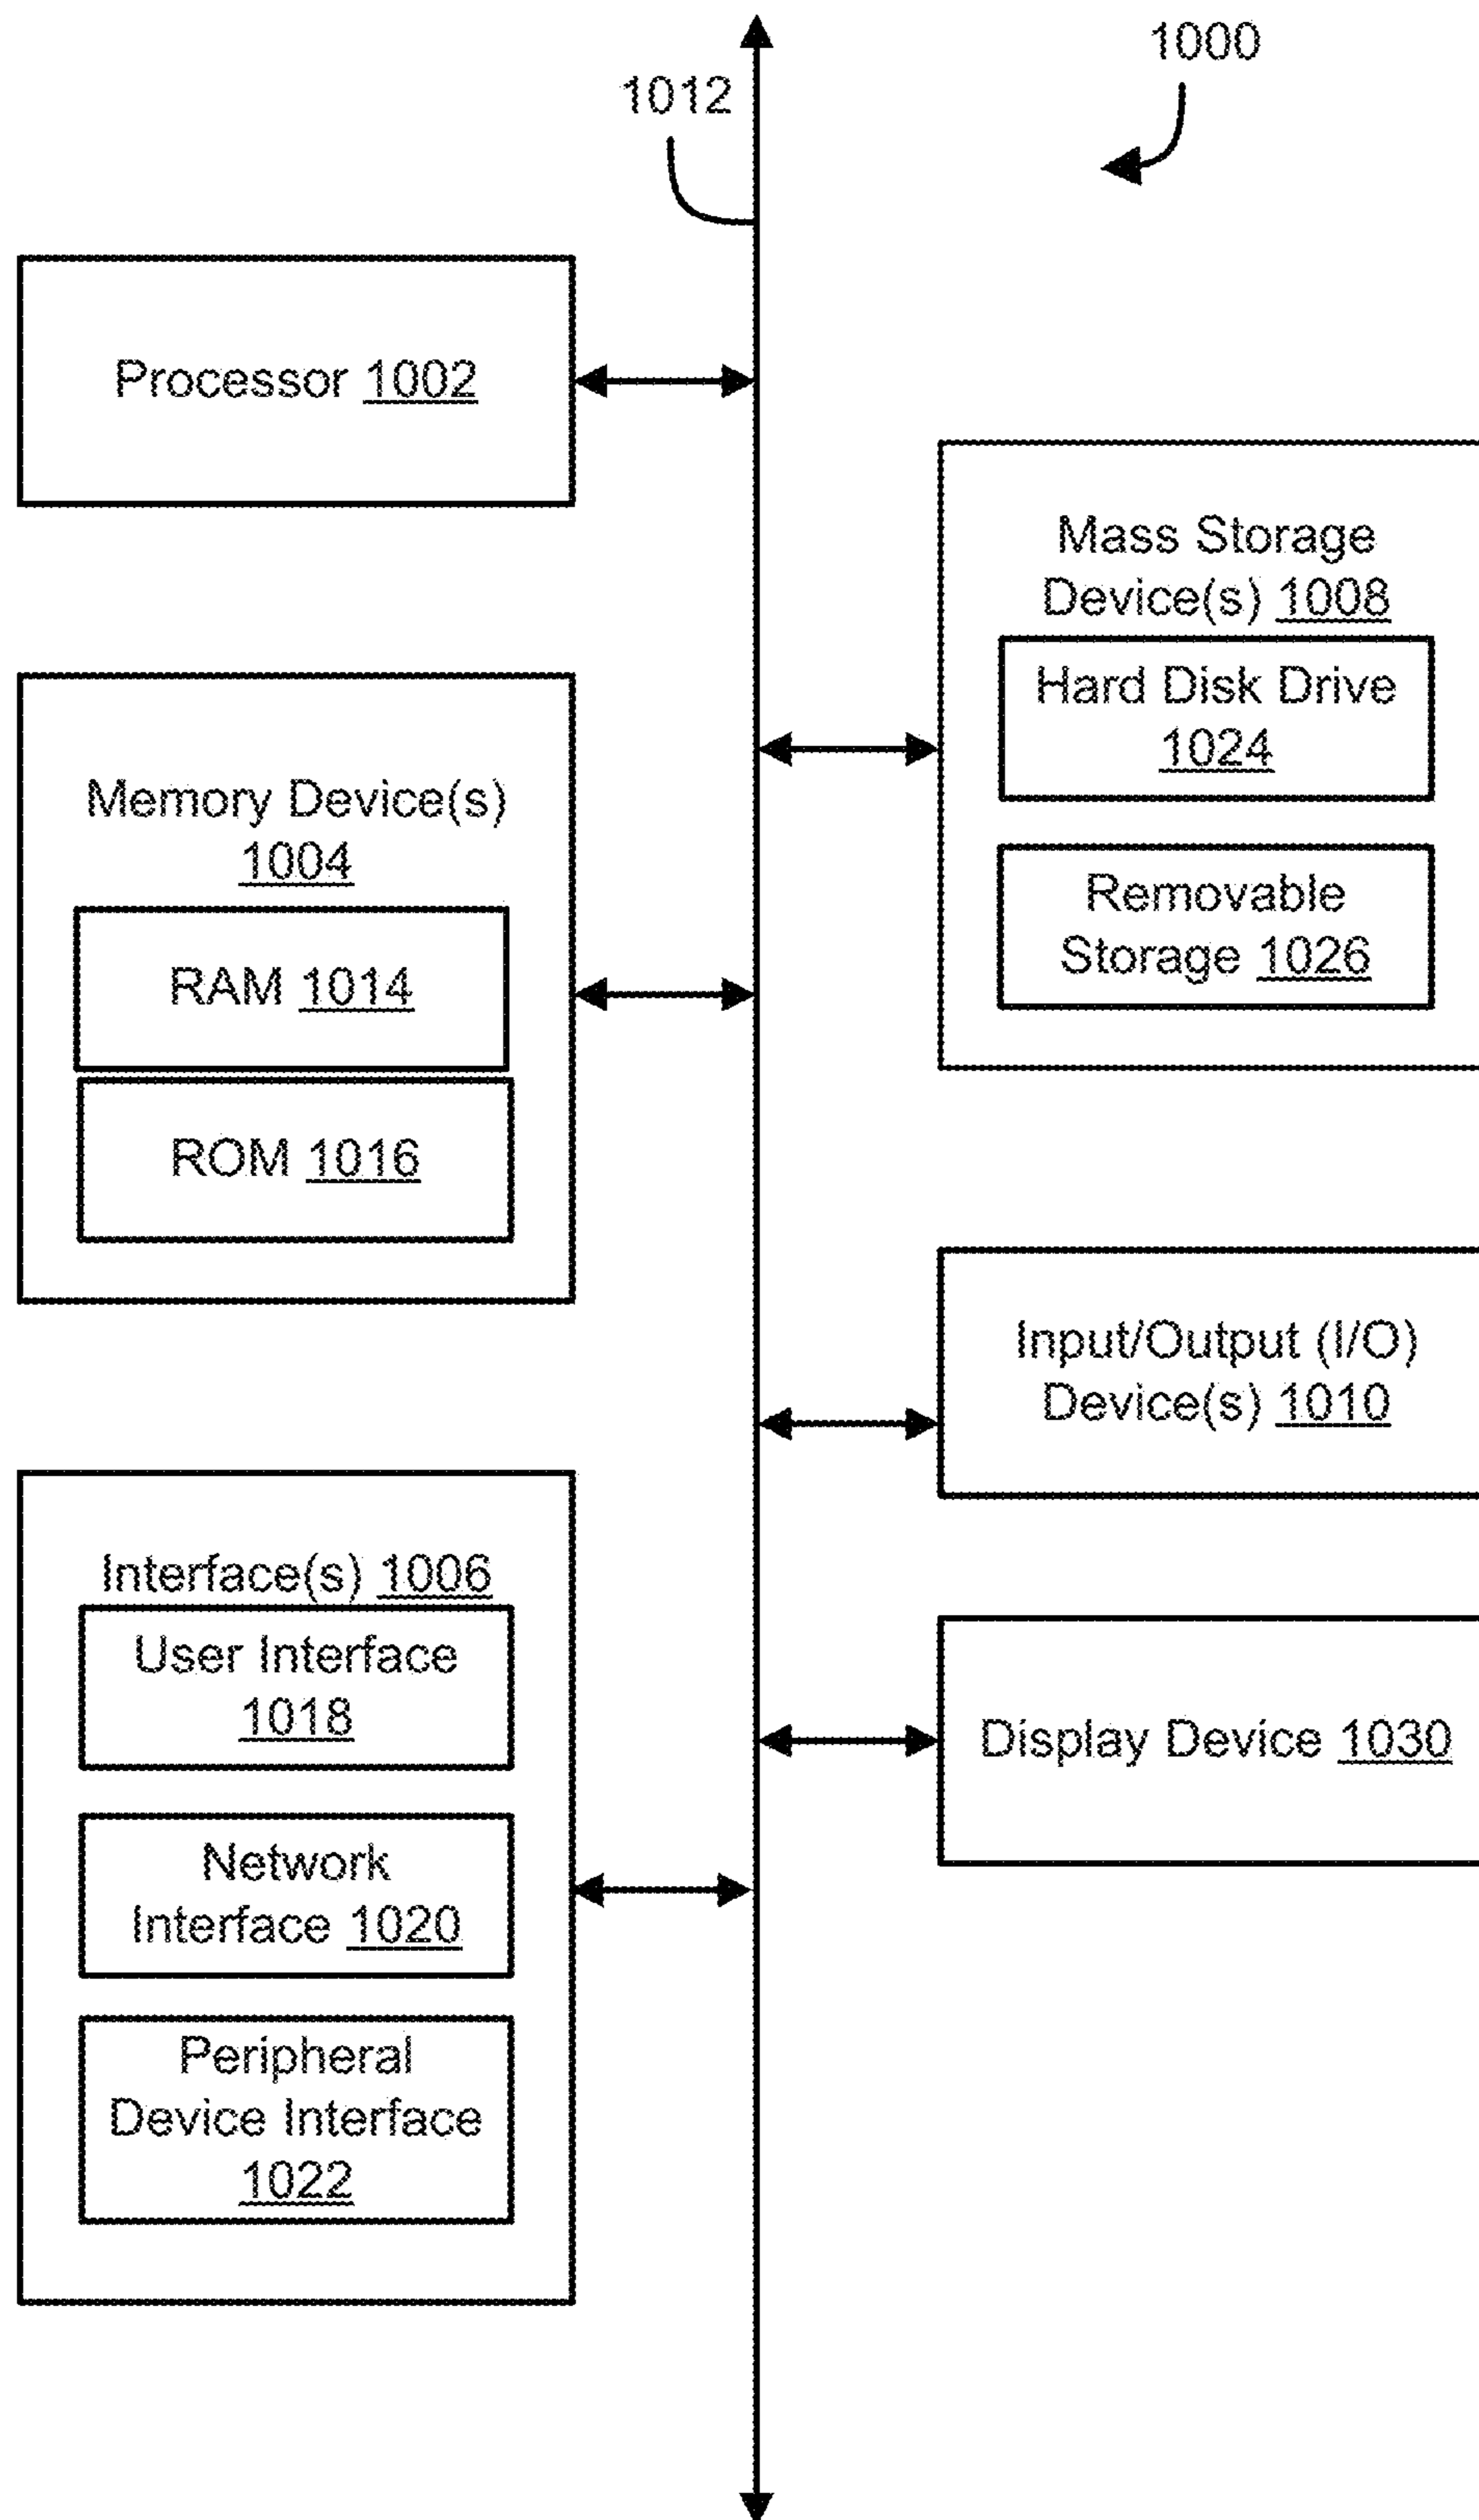 1000
1012
Processor 1002
Mass Storage
Device(s) 1008
Hard Disk Drive
1024
Removable
Storage 1026
Memory Device(s)
1004
RAM 1014
ROM 1016
Input/Output (I/O)
Device(s) 1010
Interface(s) 1006
User Interface
1018
Network
Interface 1020
Peripheral
Device Interface
1022
Display Device 1030